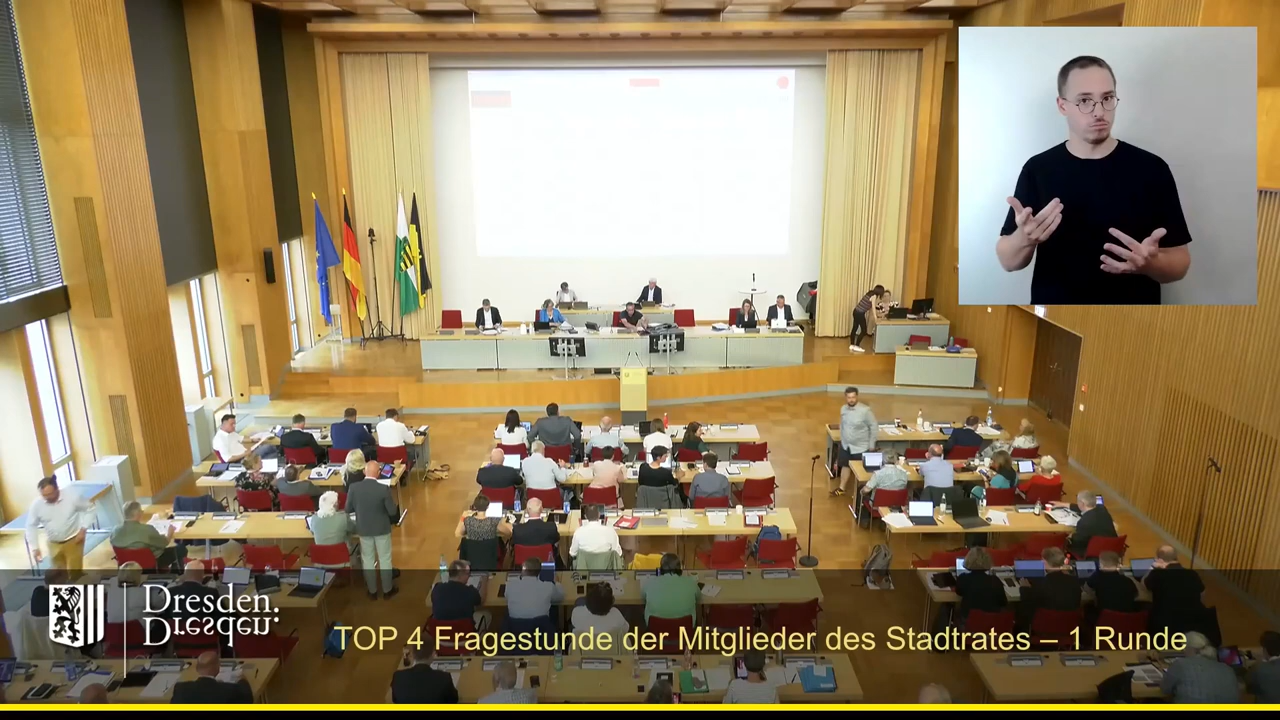 Dresden.
Dresden.
TOP 4 Fragestunde der Mitglieder des Stadtrates – 1 Runde